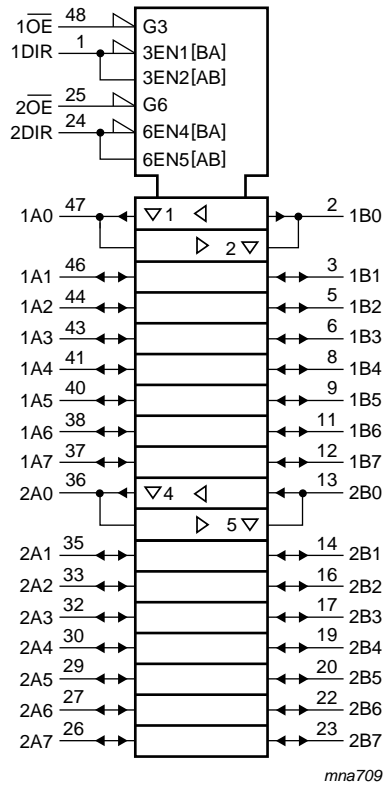 1OE 48 G3
1DIR 1 3EN1[BA]
3EN2[AB]
2OE 25 G6
2DIR 24 6EN4[BA]
6EN5[AB]
1A0 47 1 2 1B0
2
1A1 46 3 1B1
1A2 44 5 1B2
1A3 43 6 1B3
1A4 41 8 1B4
1A5 40 9 1B5
1A6 38 11 1B6
1A7 37 12 1B7
2A0 36 4 13 2B0
5
2A1 35 14 2B1
2A2 33 16 2B2
2A3 32 17 2B3
2A4 30 19 2B4
2A5 29 20 2B5
2A6 27 22 2B6
2A7 26 23 2B7
mna709